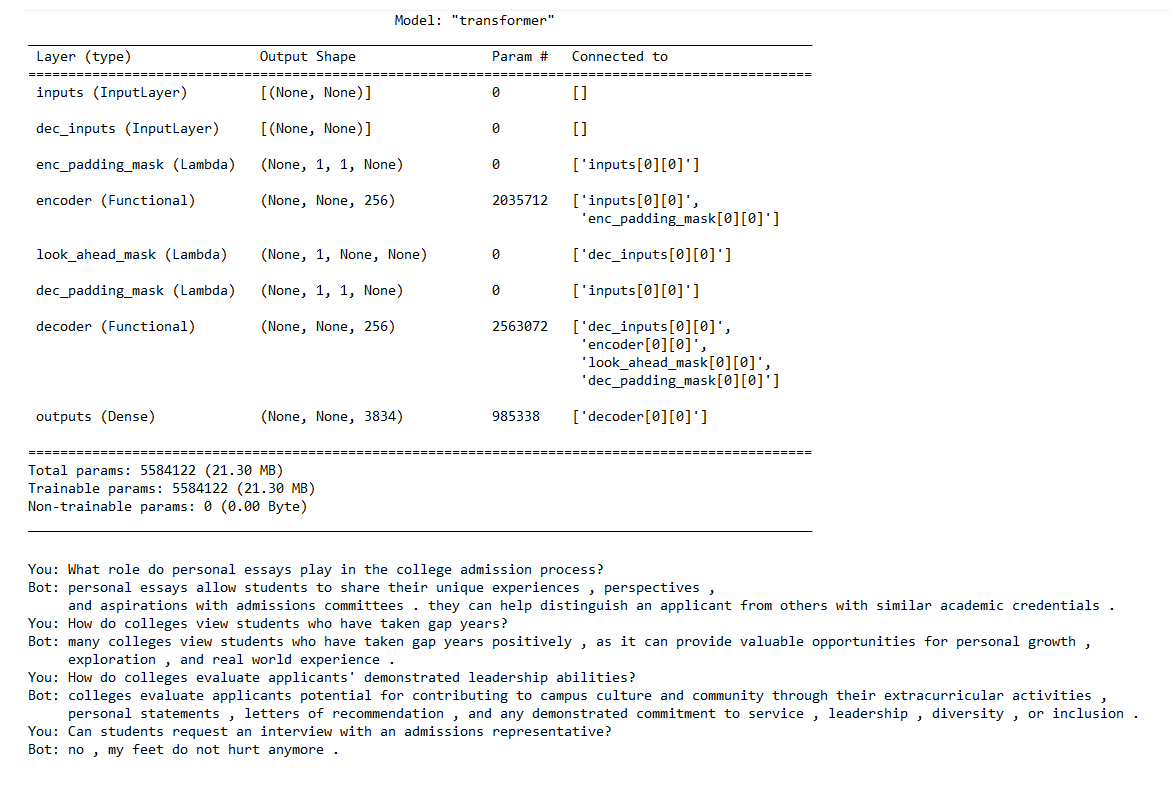 Model: "transformer"
Layer (type) Output Shape Param # Connected to
==================================================================================================
inputs (InputLayer) [(None, None)] 0 []
dec_inputs (InputLayer) [(None, None)] 0 []
enc_padding_mask (Lambda) (None, 1, 1, None) 0 ['inputs[0][0]']
encoder (Functional) (None, None, 256) 2035712 ['inputs[0][0]',
'enc_padding_mask[0][0]']
look_ahead_mask (Lambda) (None, 1, None, None) 0 ['dec_inputs[0][0]']
dec_padding_mask (Lambda) (None, 1, 1, None) 0 ['inputs[0][0]']
decoder (Functional) (None, None, 256) 2563072 ['dec_inputs[0][0]',
'encoder[0][0]',
'look_ahead_mask[0][0]',
'dec_padding_mask[0][0]']
outputs (Dense) (None, None, 3834) 985338 ['decoder[0][0]']
==================================================================================================
Total params: 5584122 (21.30 MB)
Trainable params: 5584122 (21.30 MB)
Non-trainable params: 0 (0.00 Byte)
You: What role do personal essays play in the college admission process?
Bot: personal essays allow students to share their unique experiences , perspectives ,
and aspirations with admissions committees . they can help distinguish an applicant from others with similar academic credentials .
You: How do colleges view students who have taken gap years?
Bot: many colleges view students who have taken gap years positively , as it can provide valuable opportunities for personal growth ,
exploration , and real world experience .
You: How do colleges evaluate applicants' demonstrated leadership abilities?
Bot: colleges evaluate applicants potential for contributing to campus culture and community through their extracurricular activities ,
personal statements , letters of recommendation , and any demonstrated commitment to service , leadership , diversity , or inclusion .
You: Can students request an interview with an admissions representative?
Bot: no , my feet do not hurt anymore .